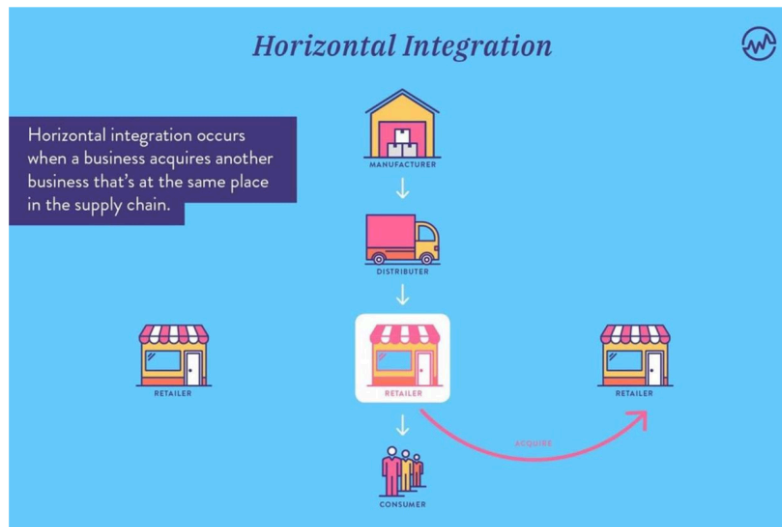 Horizontal Integration
Horizontal integration occurs
when a business acquires another
business that's at the same place
in the supply chain.
MANUFACTURER
DISTRIBUTER
RETAILER
RETAILER
RETAILER
ACQUIRE
CONSUMER